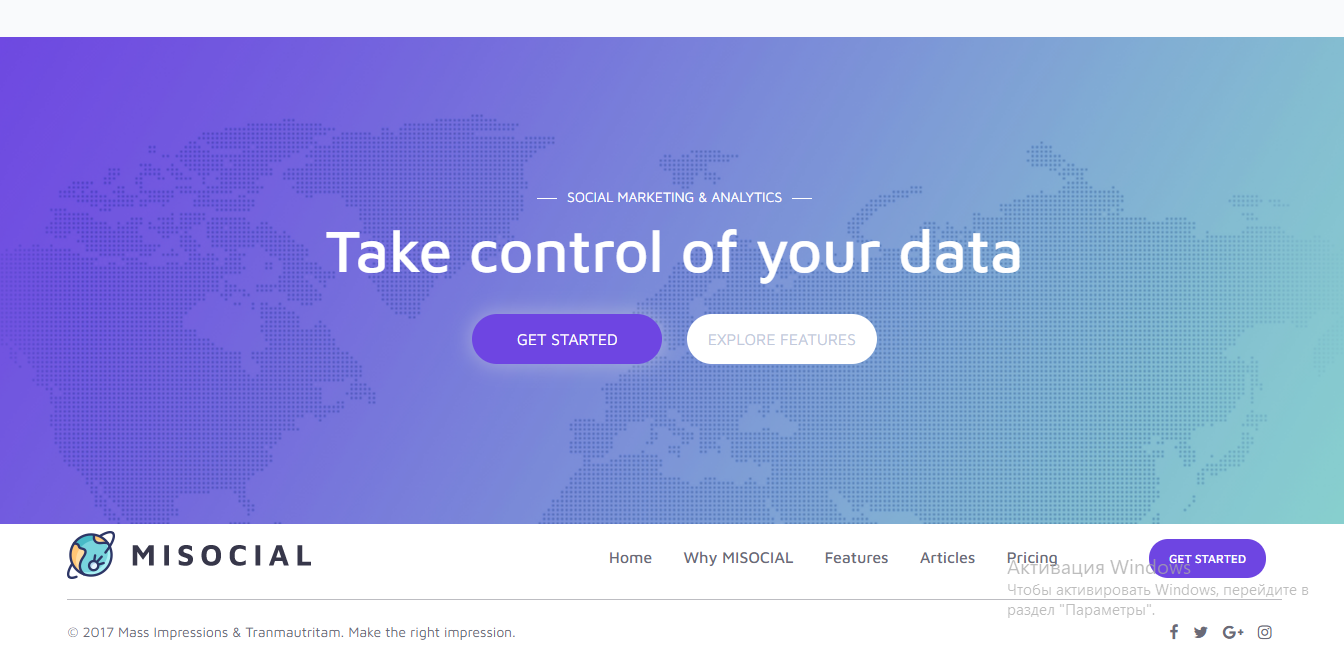 SOCIAL MARKETING & ANALYTICS
Take control of your data
GET STARTED
EXPLORE FEATURES
MISOCIAL
Home
Why MISOCIAL
Features
Articles
Pricing
GET STARTED
Активация Windows
Чтобы активировать Windows, перейдите в
раздел "Параметры".
© 2017 Mass Impressions & Tranmautritam. Make the right impression.